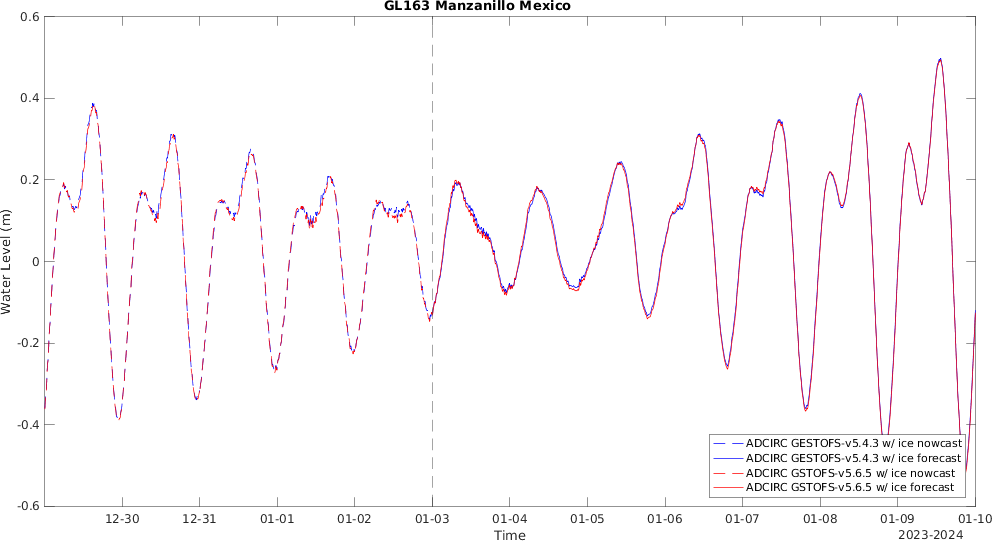 GL163 Manzanillo Mexico
0.6
0.4
0.2
0
-0.2
-0.4
-0.6
Water Level (m)
ADCIRC GESTOFS-v5.4.3 w/ ice nowcast
ADCIRC GESTOFS-v5.4.3 w/ ice forecast
ADCIRC GSTOFS-v5.6.5 w/ ice nowcast
ADCIRC GSTOFS-v5.6.5 w/ ice forecast
12-30 12-31 01-01 01-02 01-03 01-04 01-05 01-06 01-07 01-08 01-09 01-10
Time
2023-2024